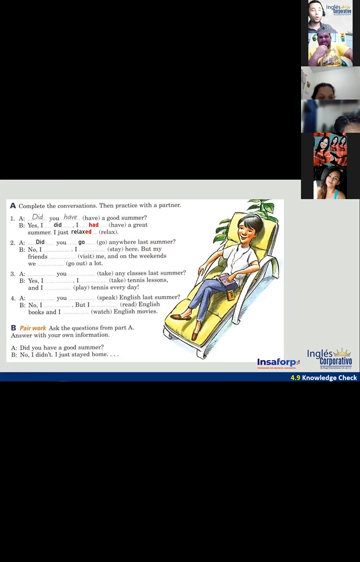 Inglés
Corporativo
A Complete the conversations. Then practice with a partner.
1. A: Did you have (have) a good summer?
B: Yes, I did . I had (have) a great
summer. I just relaxed (relax).
2. A: Did you go (go) anywhere last summer?
B: No, I . I (stay) here. But my
friends (visit) me, and on the weekends
we (go out) a lot.
3. A: you (take) any classes last summer?
B: Yes, I . I (take) tennis lessons,
and I (play) tennis every day!
4. A: you (speak) English last summer?
B: No, I . But I (read) English
books and I (watch) English movies.
B Pair work Ask the questions from part A.
Answer with your own information.
A: Did you have a good summer?
B: No, I didn't. I just stayed home. . . .
Insaforp
Inglés
Corporativo
4.9 Knowledge Check